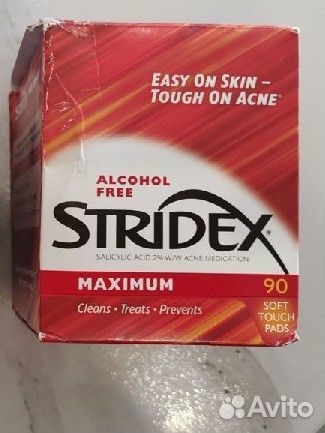 EASY ON SKIN –
TOUGH ON ACNE®
ALCOHOL
FREE
STRIDEX
SALICYLIC ACID 2% W/W ACNE MEDICATION
MAXIMUM
90
Cleans • Treats • Prevents
SOFT
TOUCH
PADS
Avito